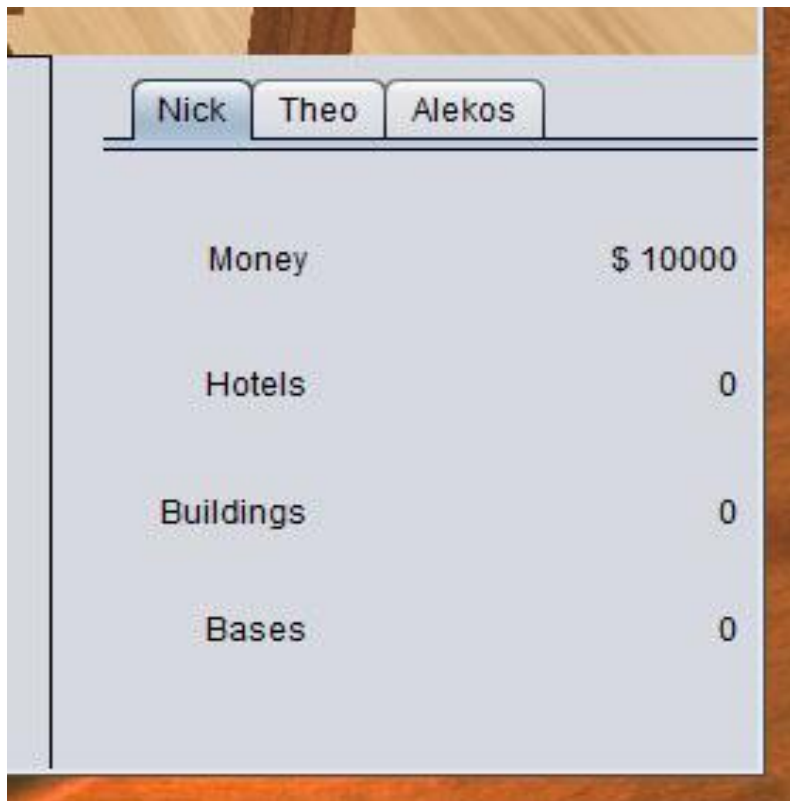 Nick Theo Alekos
Money $ 10000
Hotels 0
Buildings 0
Bases 0